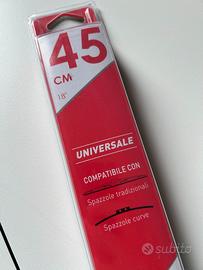 45
CM
18"
UNIVERSALE
COMPATIBILE CON
Spazzole tradizionali
Spazzole curve
subito